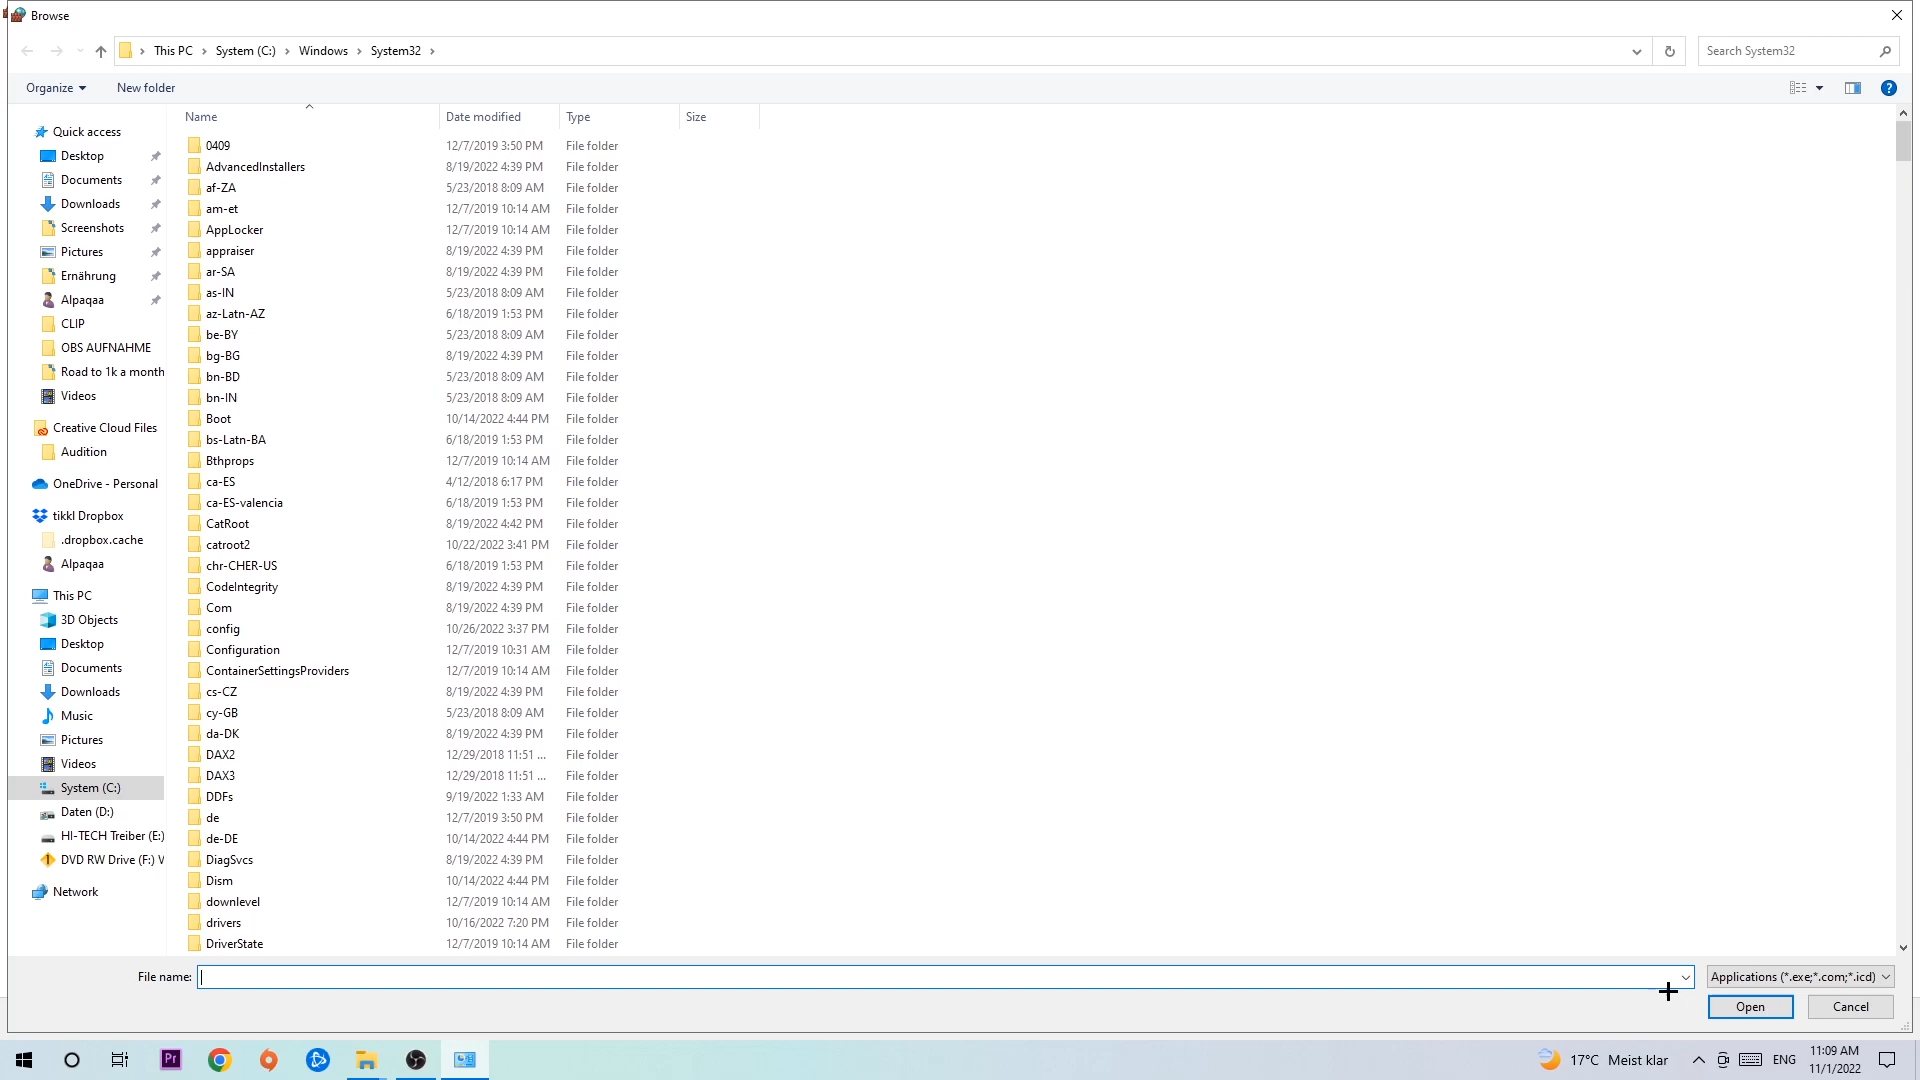 Browse
This PC System (C:) Windows System32
Search System32
Organize New folder
Name Date modified Type Size
Quick access
Desktop
Documents
Downloads
Screenshots
Pictures
Ernährung
Alpaqaa
CLIP
OBS AUFNAHME
Road to 1k a month
Videos
Creative Cloud Files
Audition
OneDrive - Personal
tikkl Dropbox
.dropbox.cache
Alpaqaa
This PC
3D Objects
Desktop
Documents
Downloads
Music
Pictures
Videos
System (C:)
Daten (D:)
HI-TECH Treiber (E:)
DVD RW Drive (F:) V
Network
0409 12/7/2019 3:50 PM File folder
AdvancedInstallers 8/19/2022 4:39 PM File folder
af-ZA 5/23/2018 8:09 AM File folder
am-et 12/7/2019 10:14 AM File folder
AppLocker 12/7/2019 10:14 AM File folder
appraiser 8/19/2022 4:39 PM File folder
ar-SA 8/19/2022 4:39 PM File folder
as-IN 5/23/2018 8:09 AM File folder
az-Latn-AZ 6/18/2019 1:53 PM File folder
be-BY 5/23/2018 8:09 AM File folder
bg-BG 8/19/2022 4:39 PM File folder
bn-BD 5/23/2018 8:09 AM File folder
bn-IN 5/23/2018 8:09 AM File folder
Boot 10/14/2022 4:44 PM File folder
bs-Latn-BA 6/18/2019 1:53 PM File folder
Bthprops 12/7/2019 10:14 AM File folder
ca-ES 4/12/2018 6:17 PM File folder
ca-ES-valencia 6/18/2019 1:53 PM File folder
CatRoot 8/19/2022 4:42 PM File folder
catroot2 10/22/2022 3:41 PM File folder
chr-CHER-US 6/18/2019 1:53 PM File folder
CodeIntegrity 8/19/2022 4:39 PM File folder
Com 8/19/2022 4:39 PM File folder
config 10/26/2022 3:37 PM File folder
Configuration 12/7/2019 10:31 AM File folder
ContainerSettingsProviders 12/7/2019 10:14 AM File folder
cs-CZ 8/19/2022 4:39 PM File folder
cy-GB 5/23/2018 8:09 AM File folder
da-DK 8/19/2022 4:39 PM File folder
DAX2 12/29/2018 11:51 ... File folder
DAX3 12/29/2018 11:51 ... File folder
DDFs 9/19/2022 1:33 AM File folder
de 12/7/2019 3:50 PM File folder
de-DE 10/14/2022 4:44 PM File folder
DiagSvcs 8/19/2022 4:39 PM File folder
Dism 10/14/2022 4:44 PM File folder
downlevel 12/7/2019 10:14 AM File folder
drivers 10/16/2022 7:20 PM File folder
DriverState 12/7/2019 10:14 AM File folder
File name: Applications (*.exe;*.com;*.icd)
Open Cancel
Pr 17°C Meist klar ENG 11:09 AM
11/1/2022